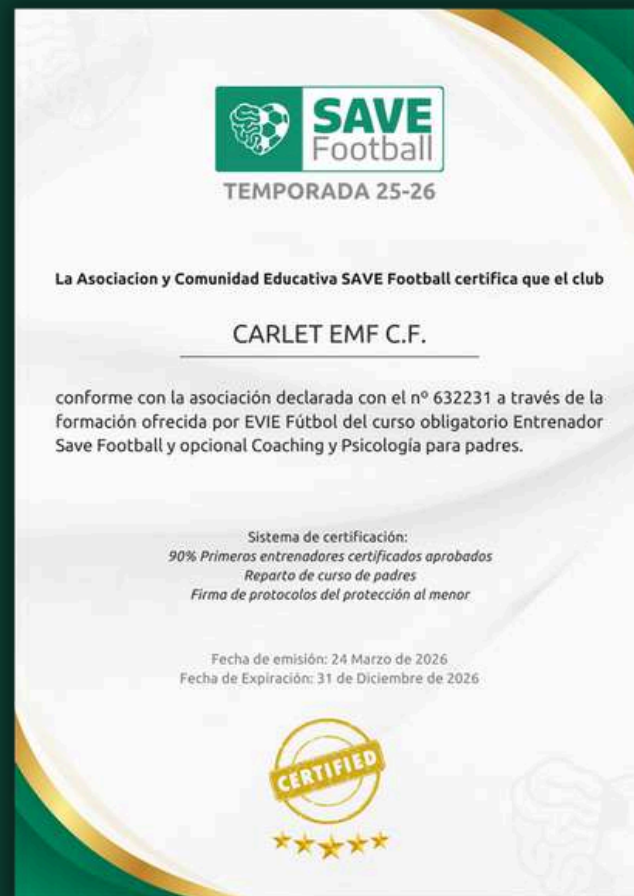 SAVE
Football
TEMPORADA 25-26
La Asociacion y Comunidad Educativa SAVE Football certifica que el club
CARLET EMF C.F.
conforme con la asociación declarada con el nº 632231 a través de la
formación ofrecida por EVIE Fútbol del curso obligatorio Entrenador
Save Football y opcional Coaching y Psicología para padres.
Sistema de certificación:
90% Primeros entrenadores certificados aprobados
Reparto de curso de padres
Firma de protocolos del protección al menor
Fecha de emisión: 24 Marzo de 2026
Fecha de Expiración: 31 de Diciembre de 2026
CERTIFIED